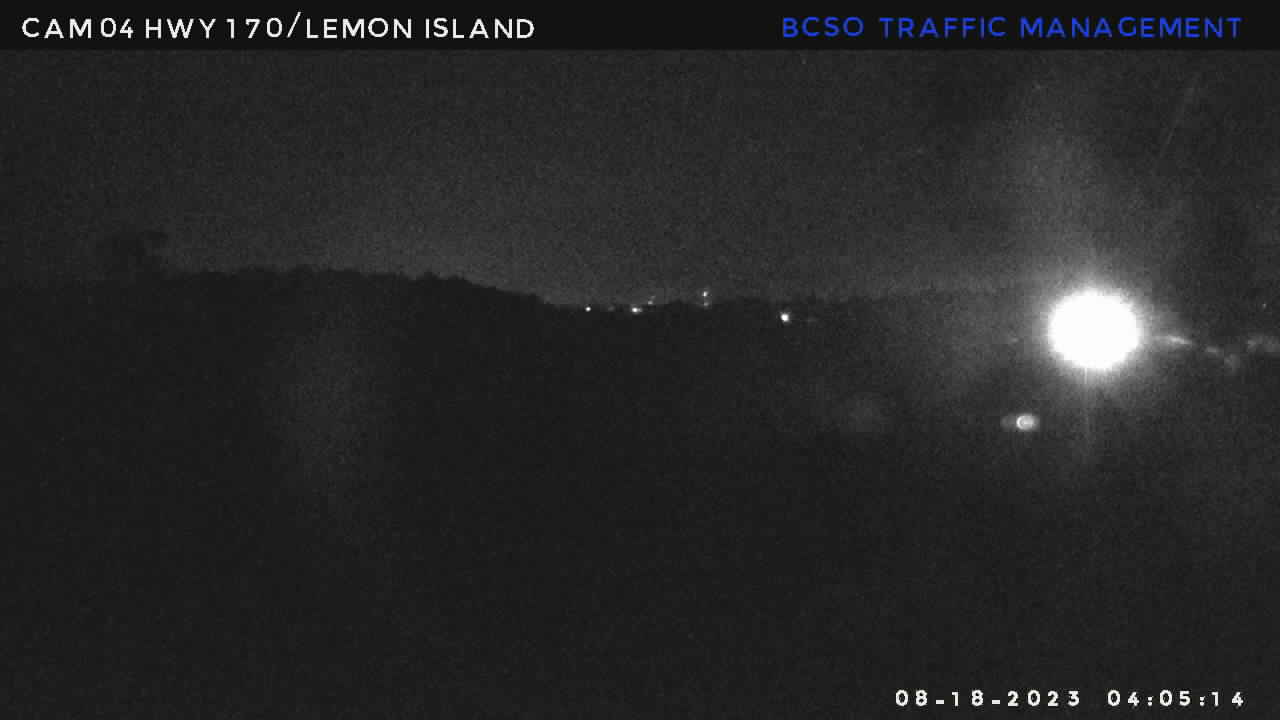 CAM 04 HWY 170/LEMON ISLAND
BCSO TRAFFIC MANAGEMENT
08-18-2023 04:05:14